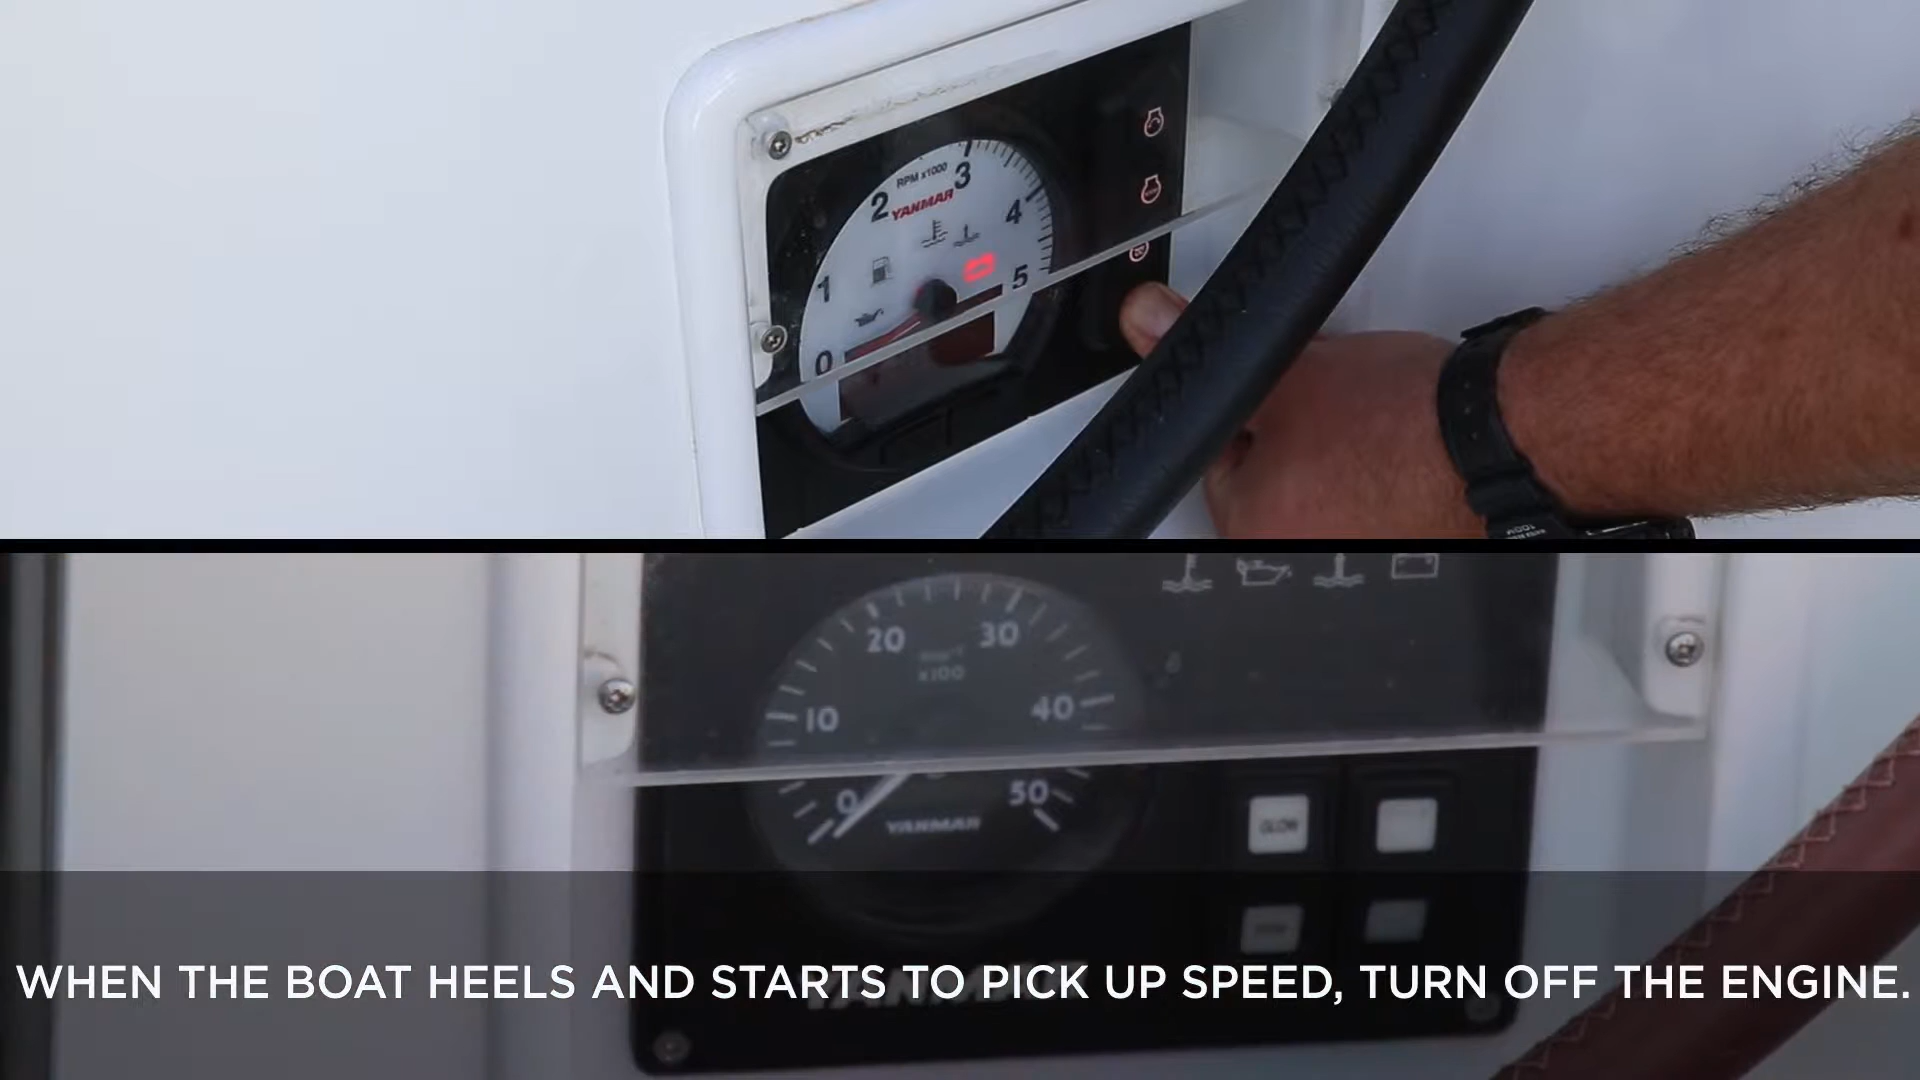 2
RPM x1000
3
YANMAR
4
1
5
0
20
30
x100
10
40
0
50
YANMAR
GLOW
WHEN THE BOAT HEELS AND STARTS TO PICK UP SPEED, TURN OFF THE ENGINE.